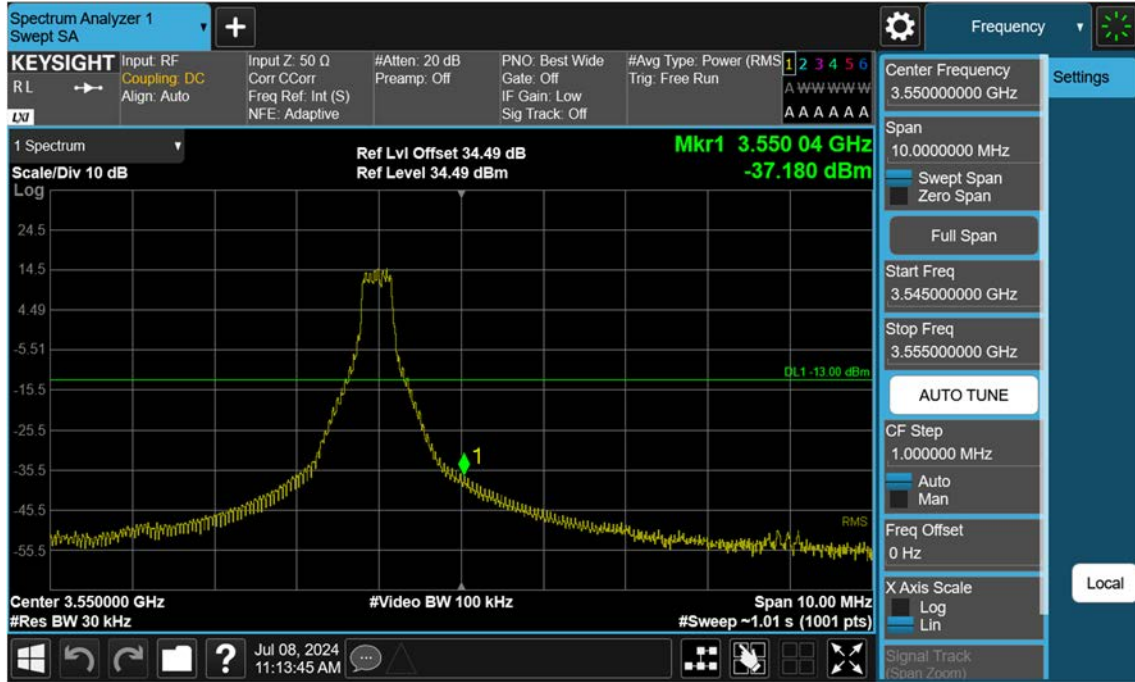 Spectrum Analyzer 1
Swept SA
+
Frequency
KEYSIGHT
RL
LXI
Input: RF
Coupling: DC
Align: Auto
Input Z: 50 Ω
Corr CCorr
Freq Ref: Int (S)
NFE: Adaptive
#Atten: 20 dB
Preamp: Off
PNO: Best Wide
Gate: Off
IF Gain: Low
Sig Track: Off
#Avg Type: Power (RMS
Trig: Free Run
1 2 3 4 5 6
A W W W W W
A A A A A A
1 Spectrum
Scale/Div 10 dB
Log
Ref Lvl Offset 34.49 dB
Ref Level 34.49 dBm
Mkr1 3.550 04 GHz
-37.180 dBm
24.5
14.5
4.49
-5.51
-15.5
-25.5
-35.5
-45.5
-55.5
DL1 -13.00 dBm
1
RMS
Center 3.550000 GHz
#Res BW 30 kHz
#Video BW 100 kHz
Span 10.00 MHz
#Sweep ~1.01 s (1001 pts)
Center Frequency
3.550000000 GHz
Span
10.0000000 MHz
Swept Span
Zero Span
Full Span
Start Freq
3.545000000 GHz
Stop Freq
3.555000000 GHz
AUTO TUNE
CF Step
1.000000 MHz
Auto
Man
Freq Offset
0 Hz
X Axis Scale
Log
Lin
Signal Track
(Span Zoom)
Settings
Local
?
Jul 08, 2024
11:13:45 AM